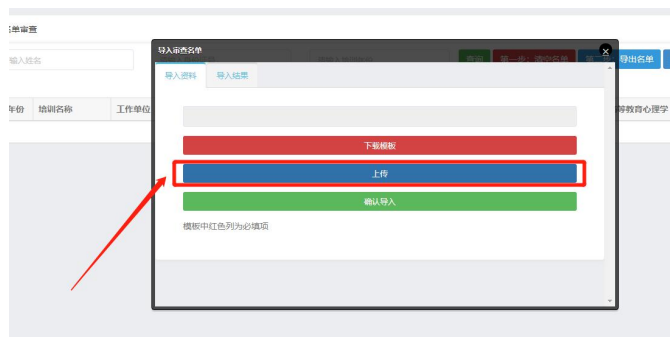 名单审查
导入审查名单
输入姓名
查询 第一步：清空名单 第二 导出名单
导入资料 导入结果
年份 培训名称 工作单位 等教育心理学
下载模板
上传
确认导入
模板中红色列为必填项